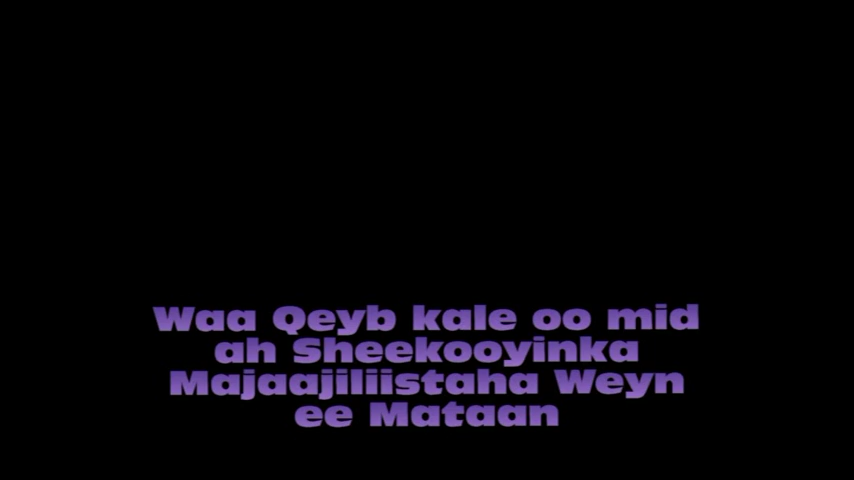 Waa Qeyb kale oo mid
ah Sheekooyinka
Majaajiliistaha Weyn
ee Mataan